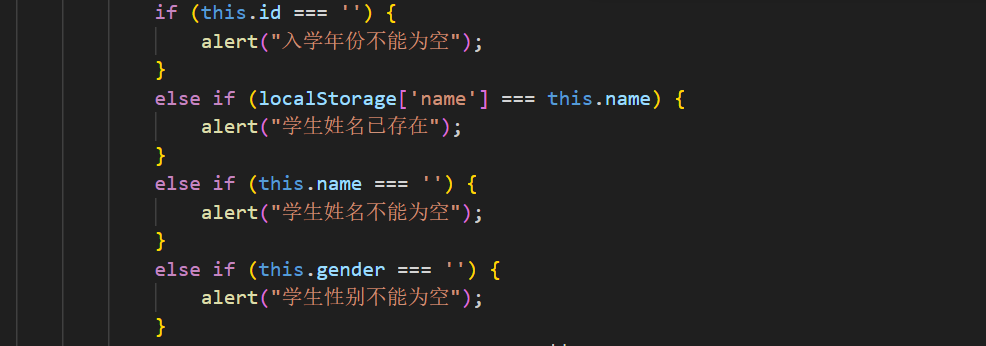 if (this.id === '') {
alert("入学年份不能为空");
}
else if (localStorage['name'] === this.name) {
alert("学生姓名已存在");
}
else if (this.name === '') {
alert("学生姓名不能为空");
}
else if (this.gender === '') {
alert("学生性别不能为空");
}